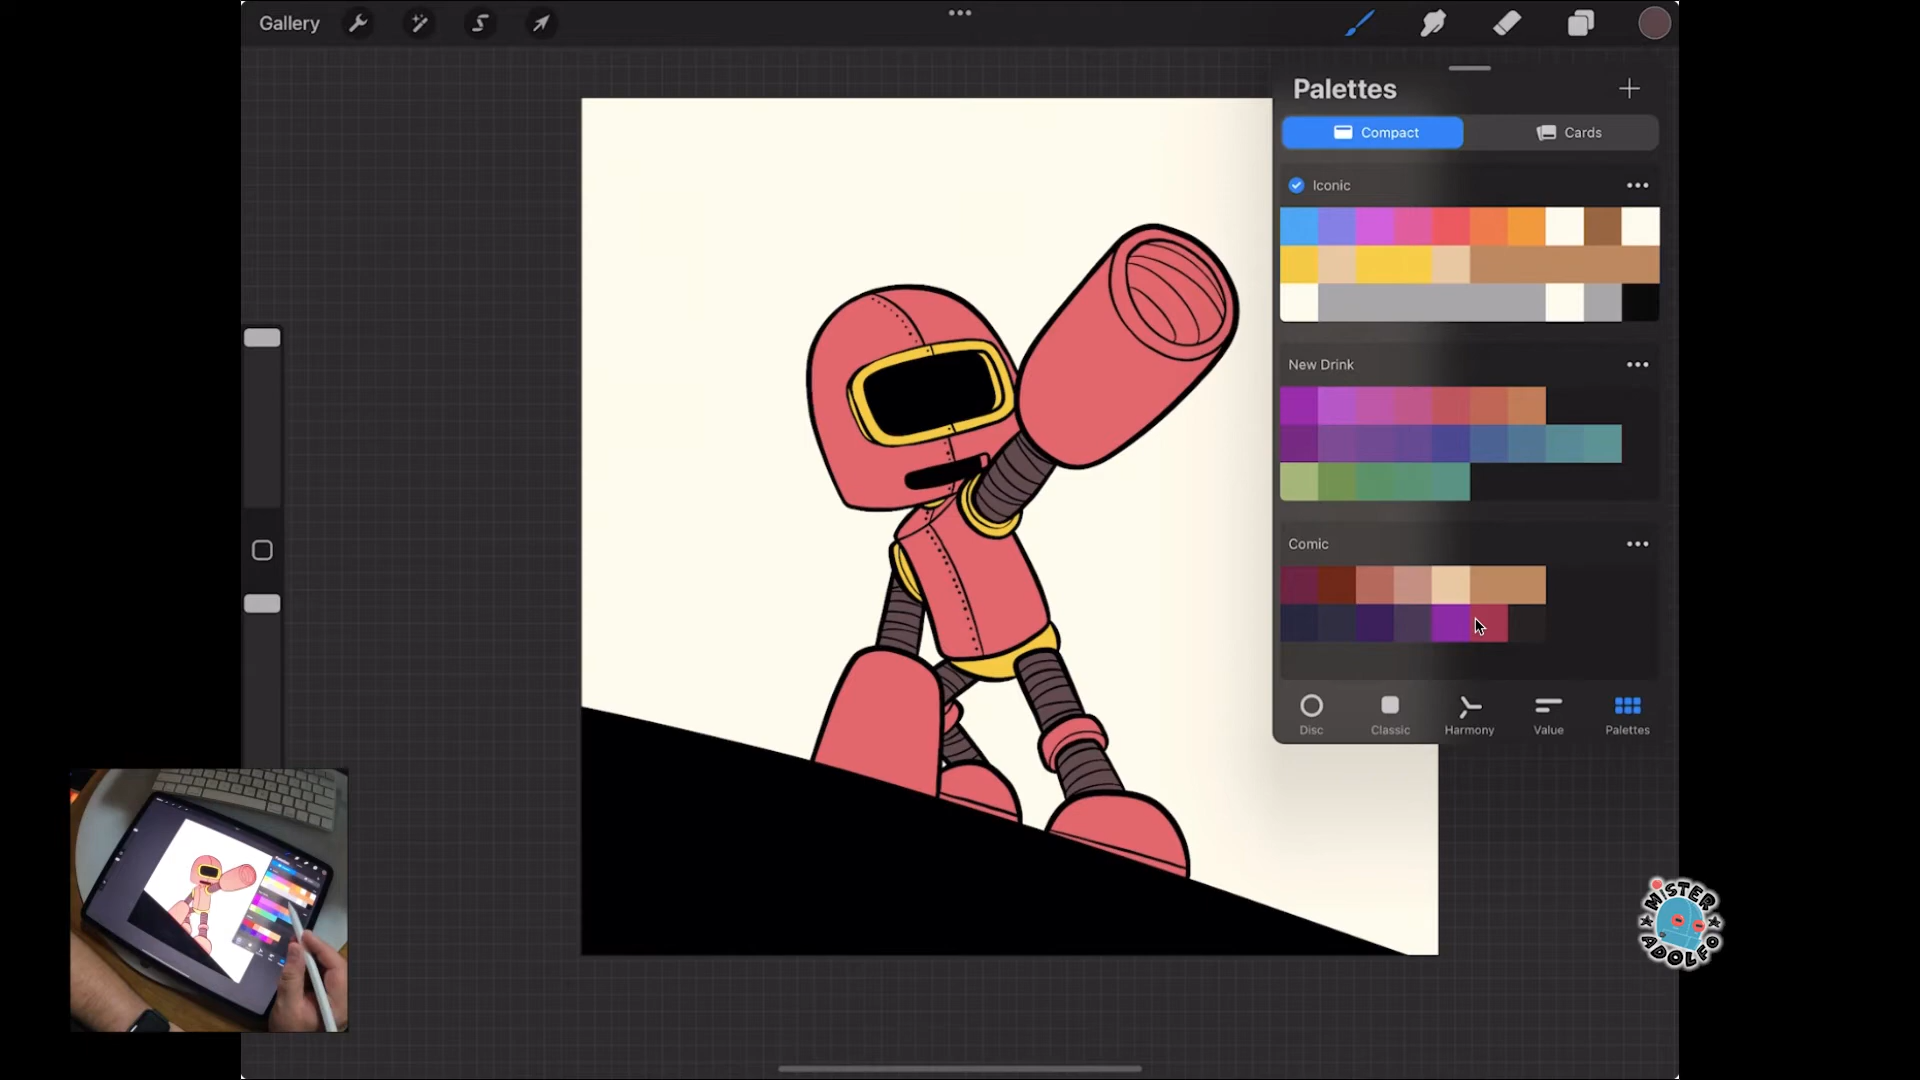 Gallery
Palettes
Compact
Cards
Iconic
New Drink
Comic
Disc
Classic
Harmony
Value
Palettes
MISTER
ADOLFO